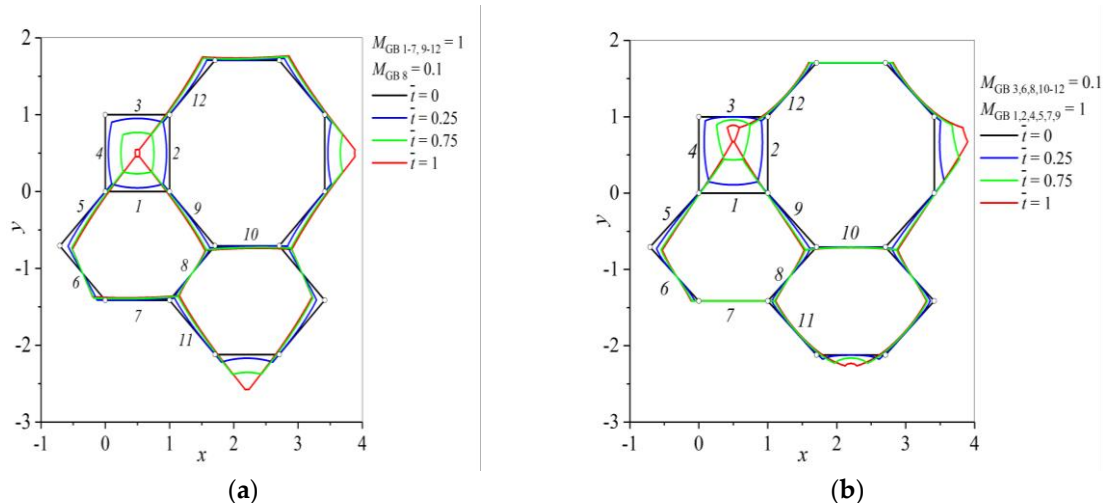 M_GB 1-7, 9-12 = 1
M_GB 8 = 0.1
t̄ = 0
t̄ = 0.25
t̄ = 0.75
t̄ = 1
2
1
0
-1
-2
-3
y
-1 0 1 2 3 4
x
3
12
4
2
1
5
9
10
8
6
7
11
(a)
M_GB 3,6,8,10-12 = 0.1
M_GB 1,2,4,5,7,9 = 1
t̄ = 0
t̄ = 0.25
t̄ = 0.75
t̄ = 1
2
1
0
-1
-2
-3
y
-1 0 1 2 3 4
x
3
12
4
2
1
5
9
10
8
6
7
11
(b)